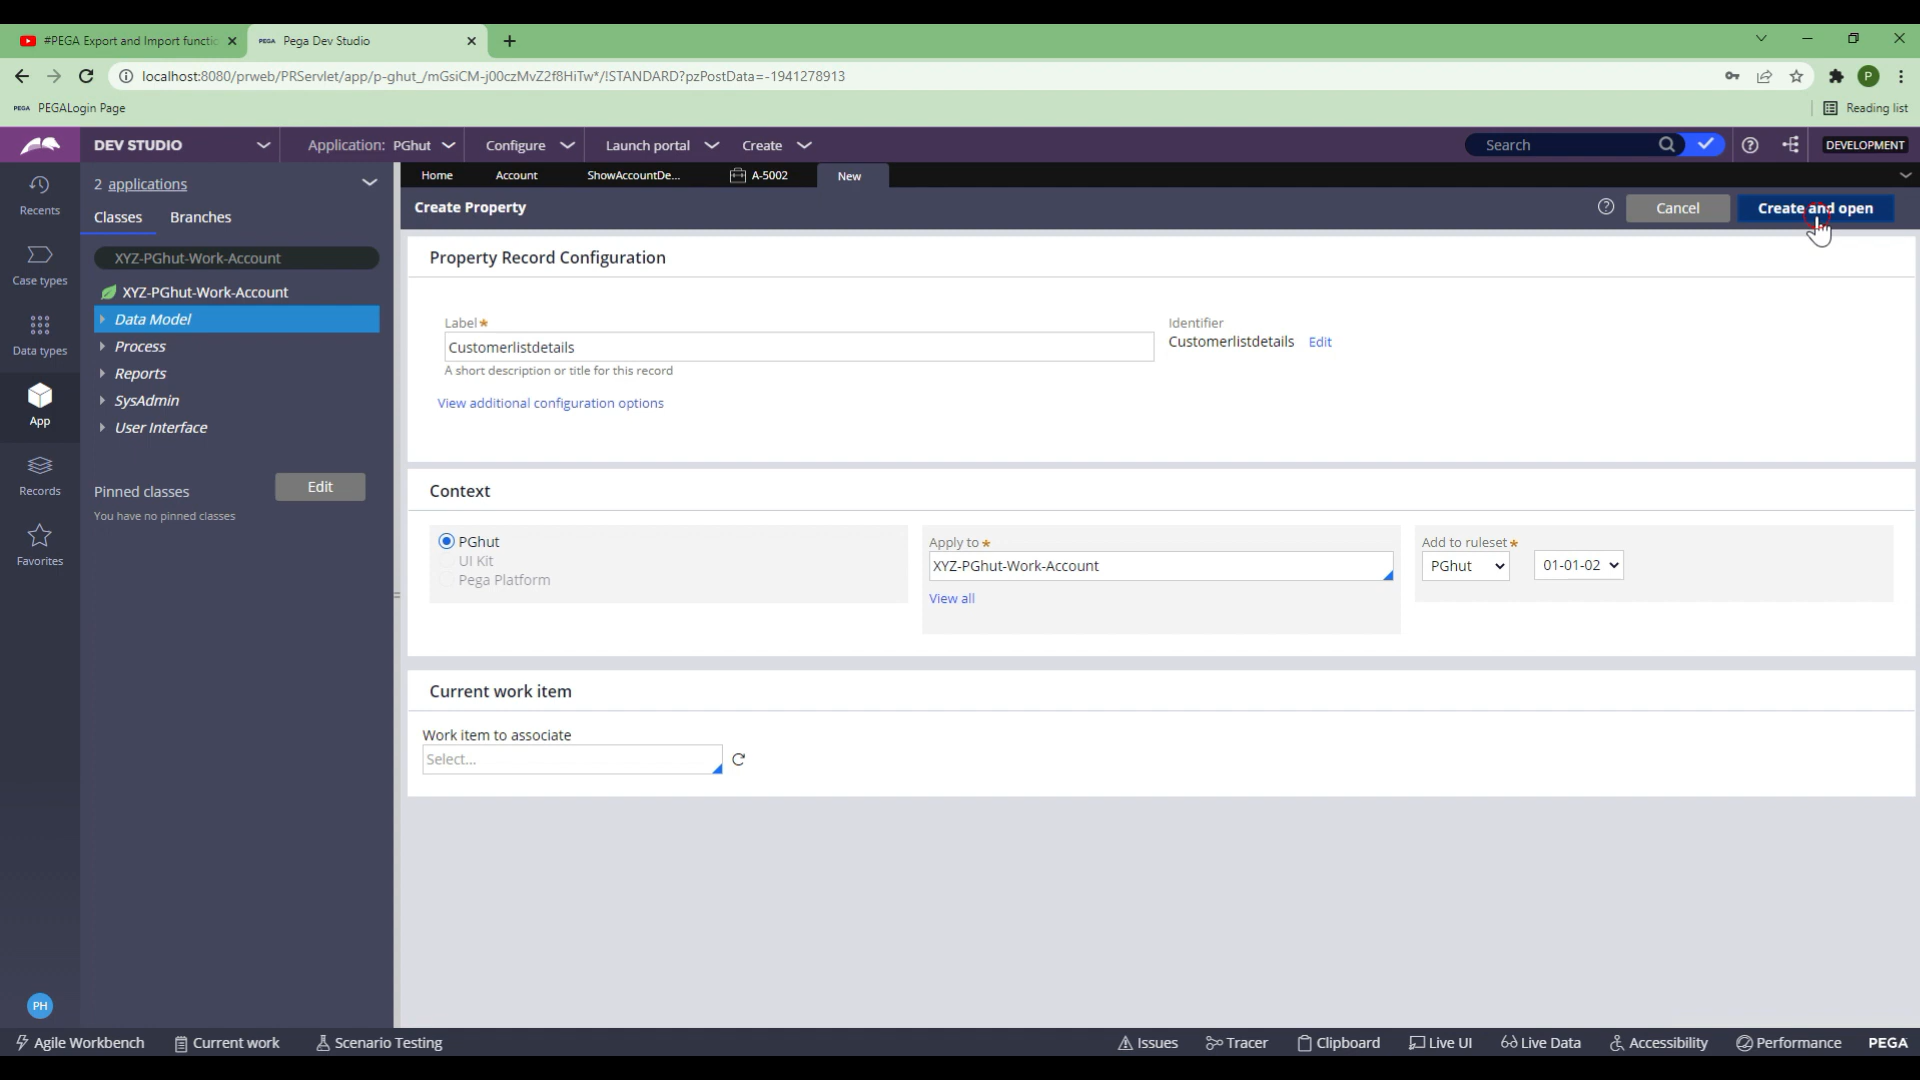 #PEGA Export and Import functic
PEGA Pega Dev Studio
localhost:8080/prweb/PRServlet/app/p-ghut_/mGsiCM-j00czMvZ2f8HiTw*/!STANDARD?pzPostData=-1941278913
P
PEGA PEGALogin Page
Reading list
DEV STUDIO
Application: PGhut
Configure
Launch portal
Create
Search
DEVELOPMENT
Recents
Case types
Data types
App
Records
Favorites
PH
2 applications
Classes
Branches
XYZ-PGhut-Work-Account
XYZ-PGhut-Work-Account
Data Model
Process
Reports
SysAdmin
User Interface
Pinned classes
Edit
You have no pinned classes
Home
Account
ShowAccountDe...
A-5002
New
Create Property
Cancel
Create and open
Property Record Configuration
Label★
Customerlistdetails
A short description or title for this record
Identifier
Customerlistdetails Edit
View additional configuration options
Context
PGhut
UI Kit
Pega Platform
Apply to ★
XYZ-PGhut-Work-Account
View all
Add to ruleset★
PGhut
01-01-02
Current work item
Work item to associate
Select...
Agile Workbench
Current work
Scenario Testing
Issues
Tracer
Clipboard
Live UI
Live Data
Accessibility
Performance
PEGA